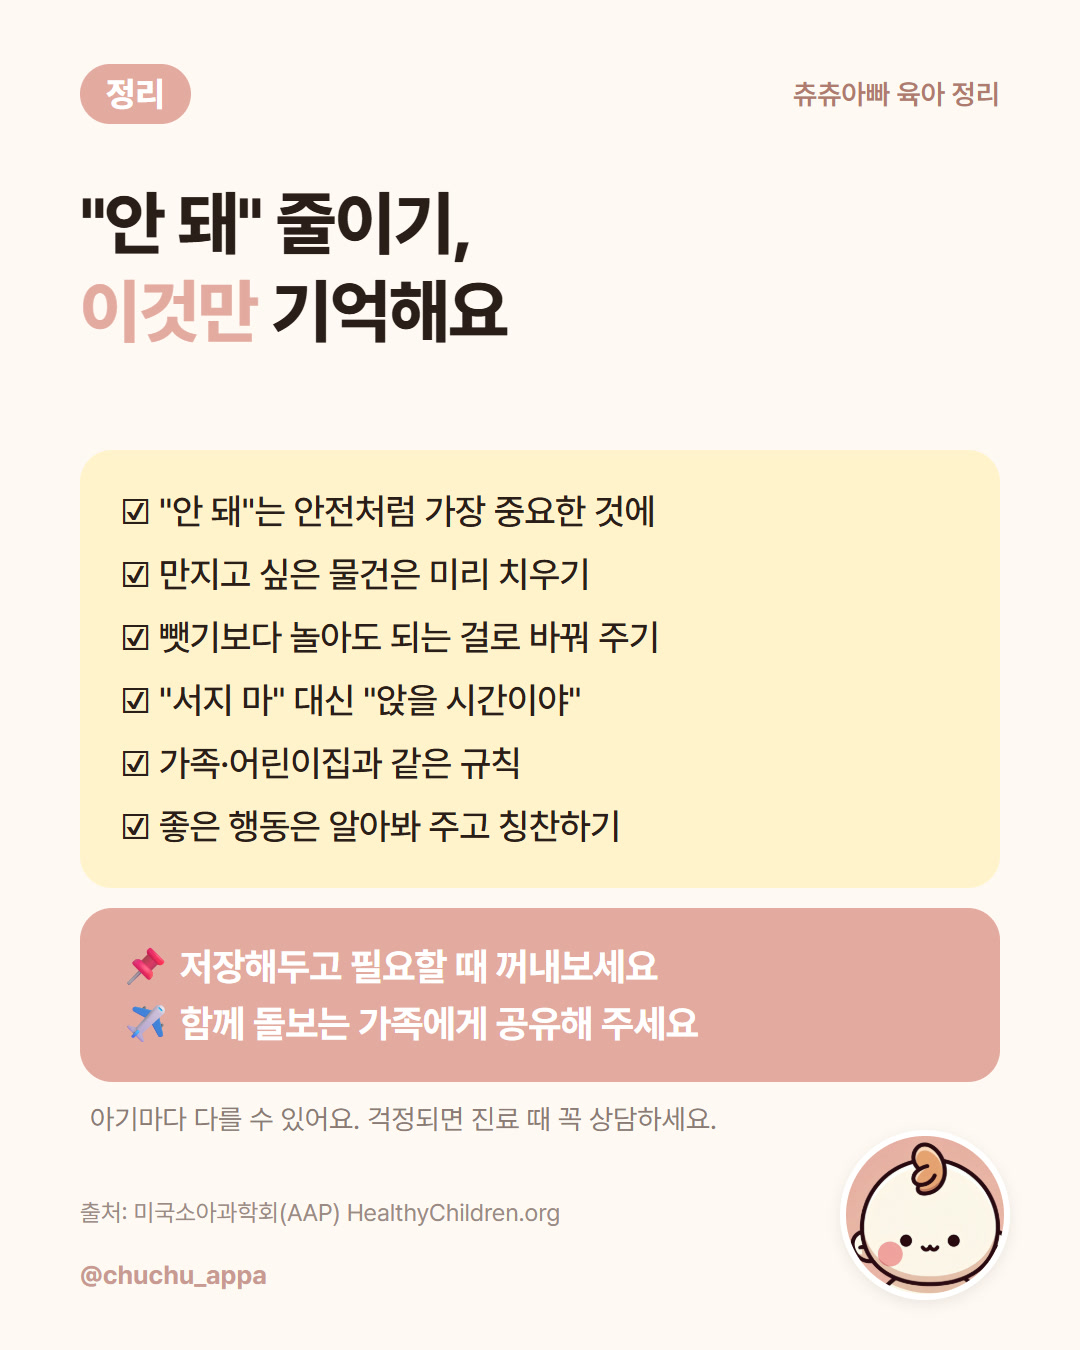 정리
츄츄아빠 육아 정리
"안 돼" 줄이기,
이것만 기억해요
☑ "안 돼"는 안전처럼 가장 중요한 것에
☑ 만지고 싶은 물건은 미리 치우기
☑ 뺏기보다 놀아도 되는 걸로 바꿔 주기
☑ "서지 마" 대신 "앉을 시간이야"
☑ 가족·어린이집과 같은 규칙
☑ 좋은 행동은 알아봐 주고 칭찬하기
📌 저장해두고 필요할 때 꺼내보세요
✈️ 함께 돌보는 가족에게 공유해 주세요
아기마다 다를 수 있어요. 걱정되면 진료 때 꼭 상담하세요.
출처: 미국소아과학회(AAP) HealthyChildren.org
@chuchu_appa